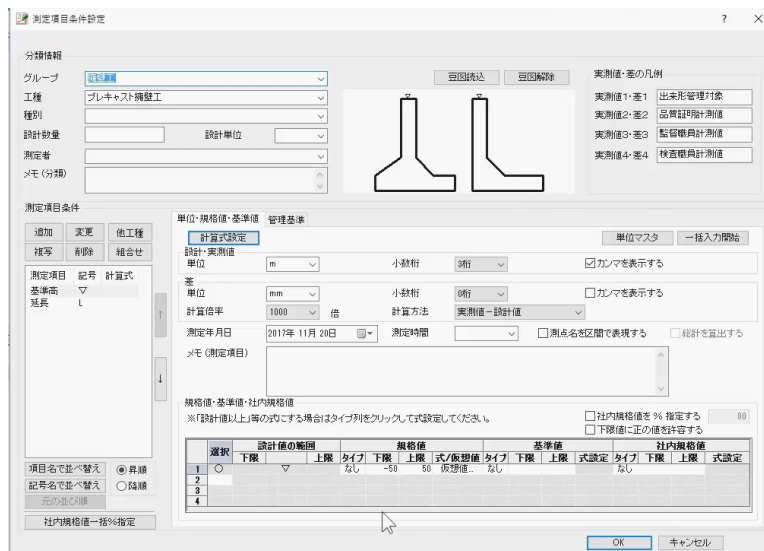 測定項目条件設定
分類情報
グループ
工種 プレキャスト擁壁工
種別
設計数量 設計単位
測定者
メモ(分類)
豆図読込 豆図解除
実測値・差の凡例
実測値1・差1 出来形管理対象
実測値2・差2 品質証明計測値
実測値3・差3 監督職員計測値
実測値4・差4 検査職員計測値
測定項目条件
追加 変更 他工種
複写 削除 組合せ
測定項目 記号 計算式
基準高 ▽
延長 L
↑
↓
項目名で並べ替え 昇順
記号名で並べ替え 降順
元の並び順
社内規格値一括%指定
単位・規格値・基準値 管理基準
計算式設定 単位マスタ 一括入力開始
設計・実測値
単位 m 小数桁 3桁 カンマを表示する
差
単位 mm 小数桁 0桁 カンマを表示する
計算倍率 1000 倍 計算方法 実測値-設計値
測定年月日 2017年 11月 20日 測定時間 測点名を区間で表現する 総計を算出する
メモ(測定項目)
規格値・基準値・社内規格値
※「設計値以上」等の式にする場合はタイプ列をクリックして式設定してください。
社内規格値を % 指定する 80
下限値に正の値を許容する
選択 設計値の範囲 規格値 基準値 社内規格値
下限 上限 タイプ 下限 上限 式/仮想値 タイプ 下限 上限 式設定 タイプ 下限 上限 式設定
1 ○ ▽ なし -50 50 仮想値... なし なし
2
3
4
OK キャンセル